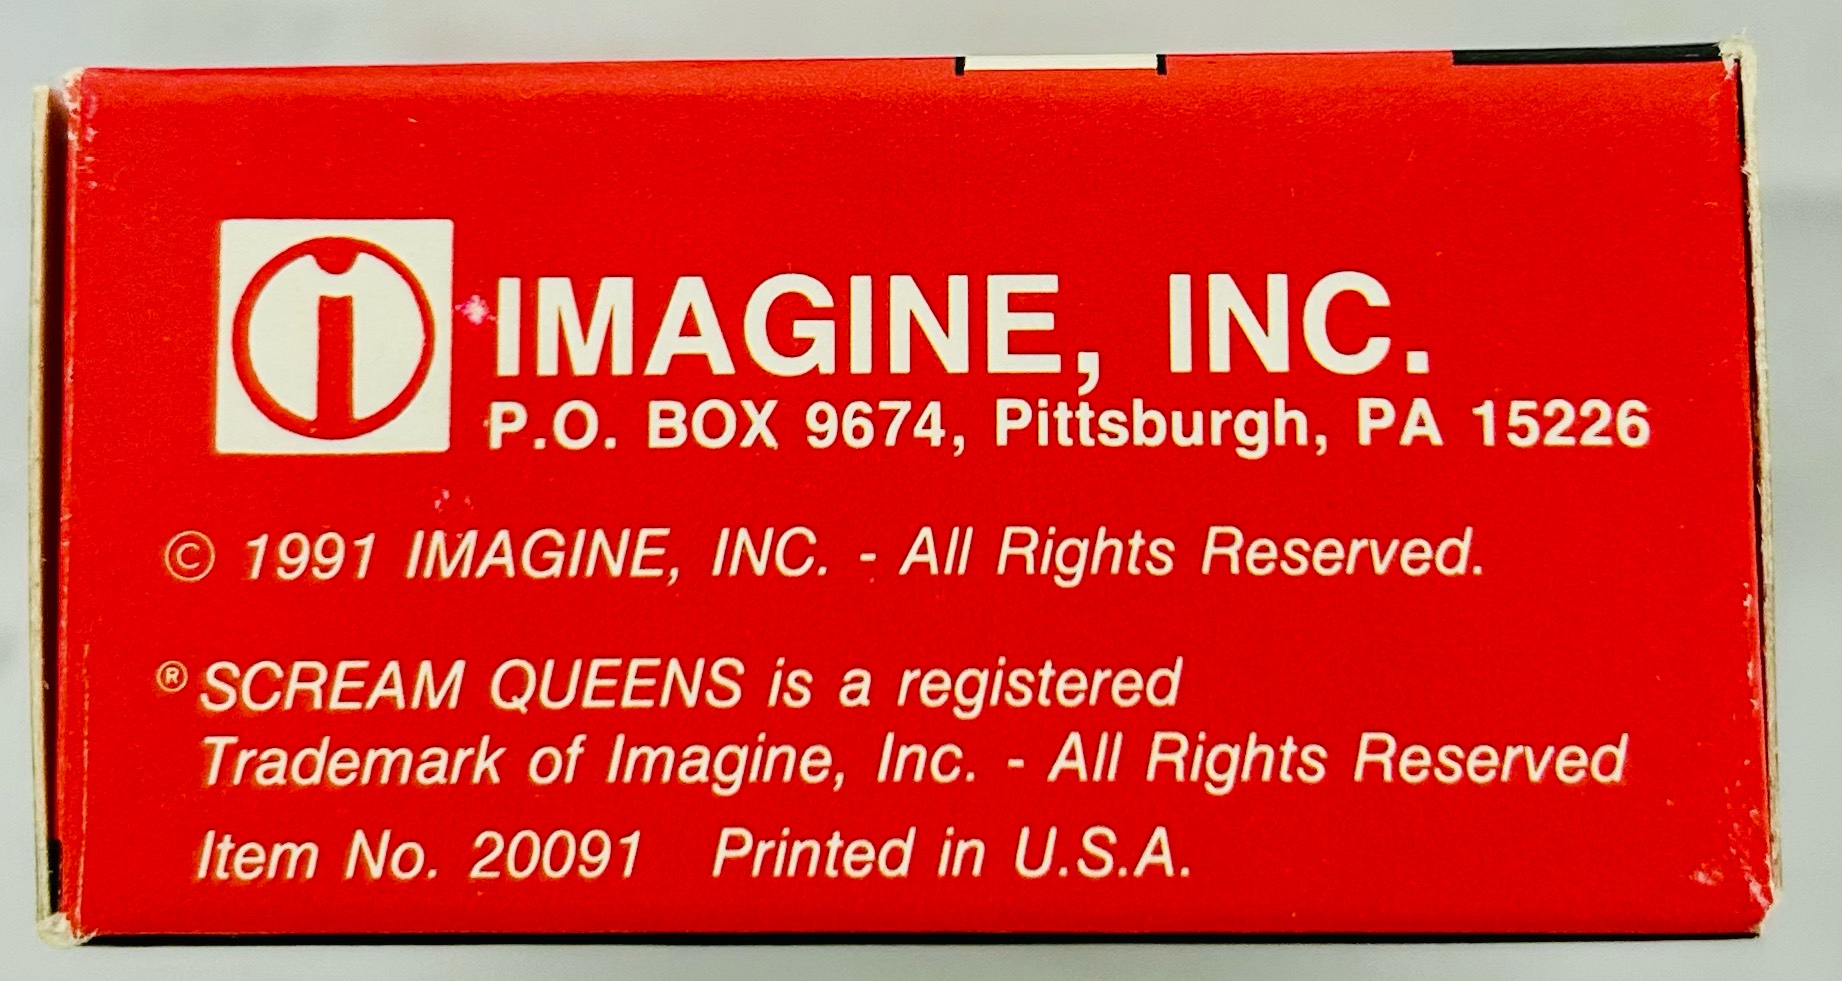 IMAGINE, INC.
P.O. BOX 9674, Pittsburgh, PA 15226
© 1991 IMAGINE, INC. - All Rights Reserved.
® SCREAM QUEENS is a registered
Trademark of Imagine, Inc. - All Rights Reserved
Item No. 20091 Printed in U.S.A.